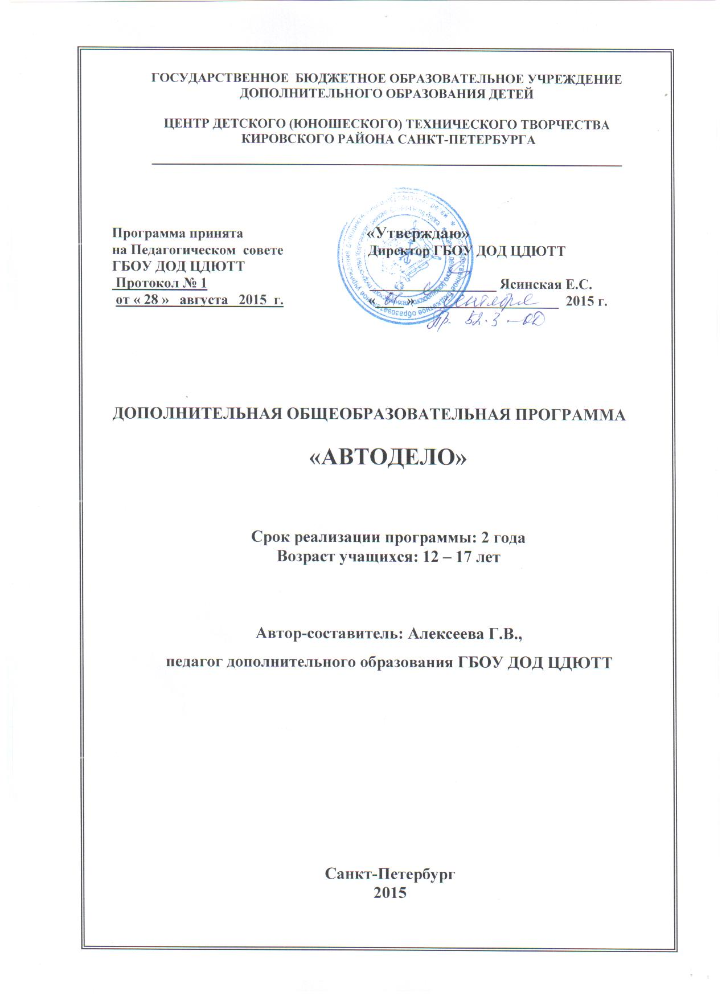 ГОСУДАРСТВЕННОЕ БЮДЖЕТНОЕ ОБРАЗОВАТЕЛЬНОЕ УЧРЕЖДЕНИЕ
ДОПОЛНИТЕЛЬНОГО ОБРАЗОВАНИЯ ДЕТЕЙ
ЦЕНТР ДЕТСКОГО (ЮНОШЕСКОГО) ТЕХНИЧЕСКОГО ТВОРЧЕСТВА
КИРОВСКОГО РАЙОНА САНКТ-ПЕТЕРБУРГА
Программа принята
на Педагогическом совете
ГБОУ ДОД ЦДЮТТ
Протокол № 1
от « 28 » августа 2015 г.
«Утверждаю»
Директор ГБОУ ДОД ЦДЮТТ
Ясинская Е.С.
« » сентября 2015 г.
Пр. 52.3 – ОД
ДОПОЛНИТЕЛЬНАЯ ОБЩЕОБРАЗОВАТЕЛЬНАЯ ПРОГРАММА
«АВТОДЕЛО»
Срок реализации программы: 2 года
Возраст учащихся: 12 – 17 лет
Автор-составитель: Алексеева Г.В.,
педагог дополнительного образования ГБОУ ДОД ЦДЮТТ
Санкт-Петербург
2015